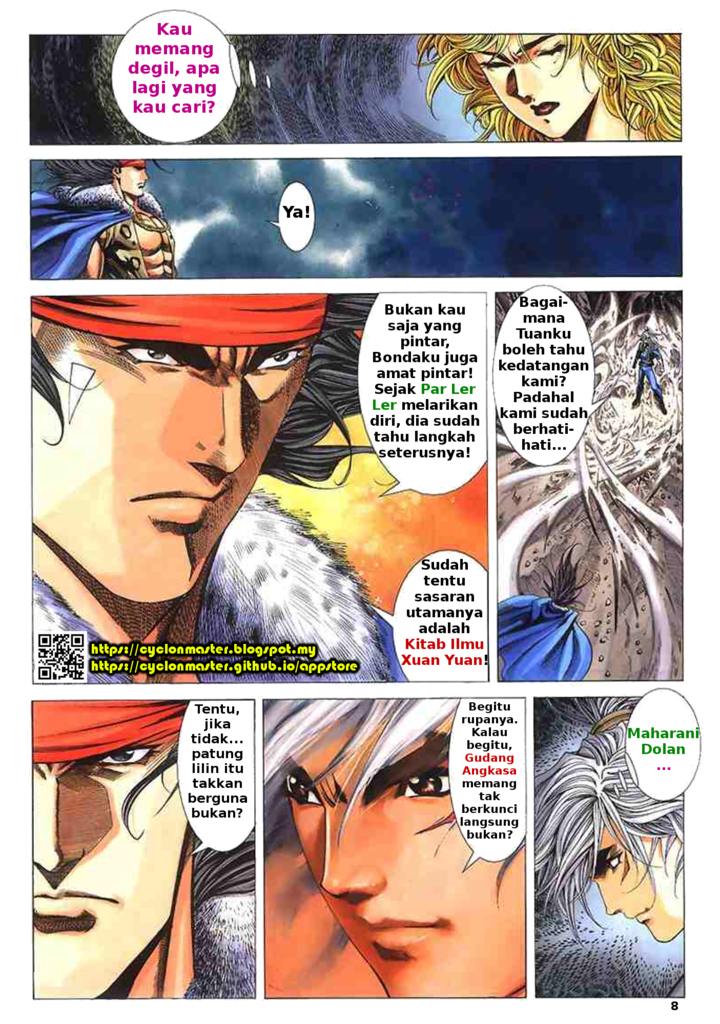 Kau
memang
degil, apa
lagi yang
kau cari?
Ya!
Bukan kau
saja yang
pintar,
Bondaku juga
amat pintar!
Sejak Par Ler
Ler melarikan
diri, dia sudah
tahu langkah
seterusnya!
Sudah
tentu
sasaran
utamanya
adalah
Kitab Ilmu
Xuan Yuan!
https://cyclonmaster.blogspot.my
https://cyclonmaster.github.io/appstore
Bagai-
mana
Tuanku
boleh tahu
kedatangan
kami?
Padahal
kami sudah
berhati-
hati...
Tentu,
jika
tidak...
patung
lilin itu
takkan
berguna
bukan?
Begitu
rupanya.
Kalau
begitu,
Gudang
Angkasa
memang
tak
berkunci
langsung
bukan?
Maharani
Dolan
...
8